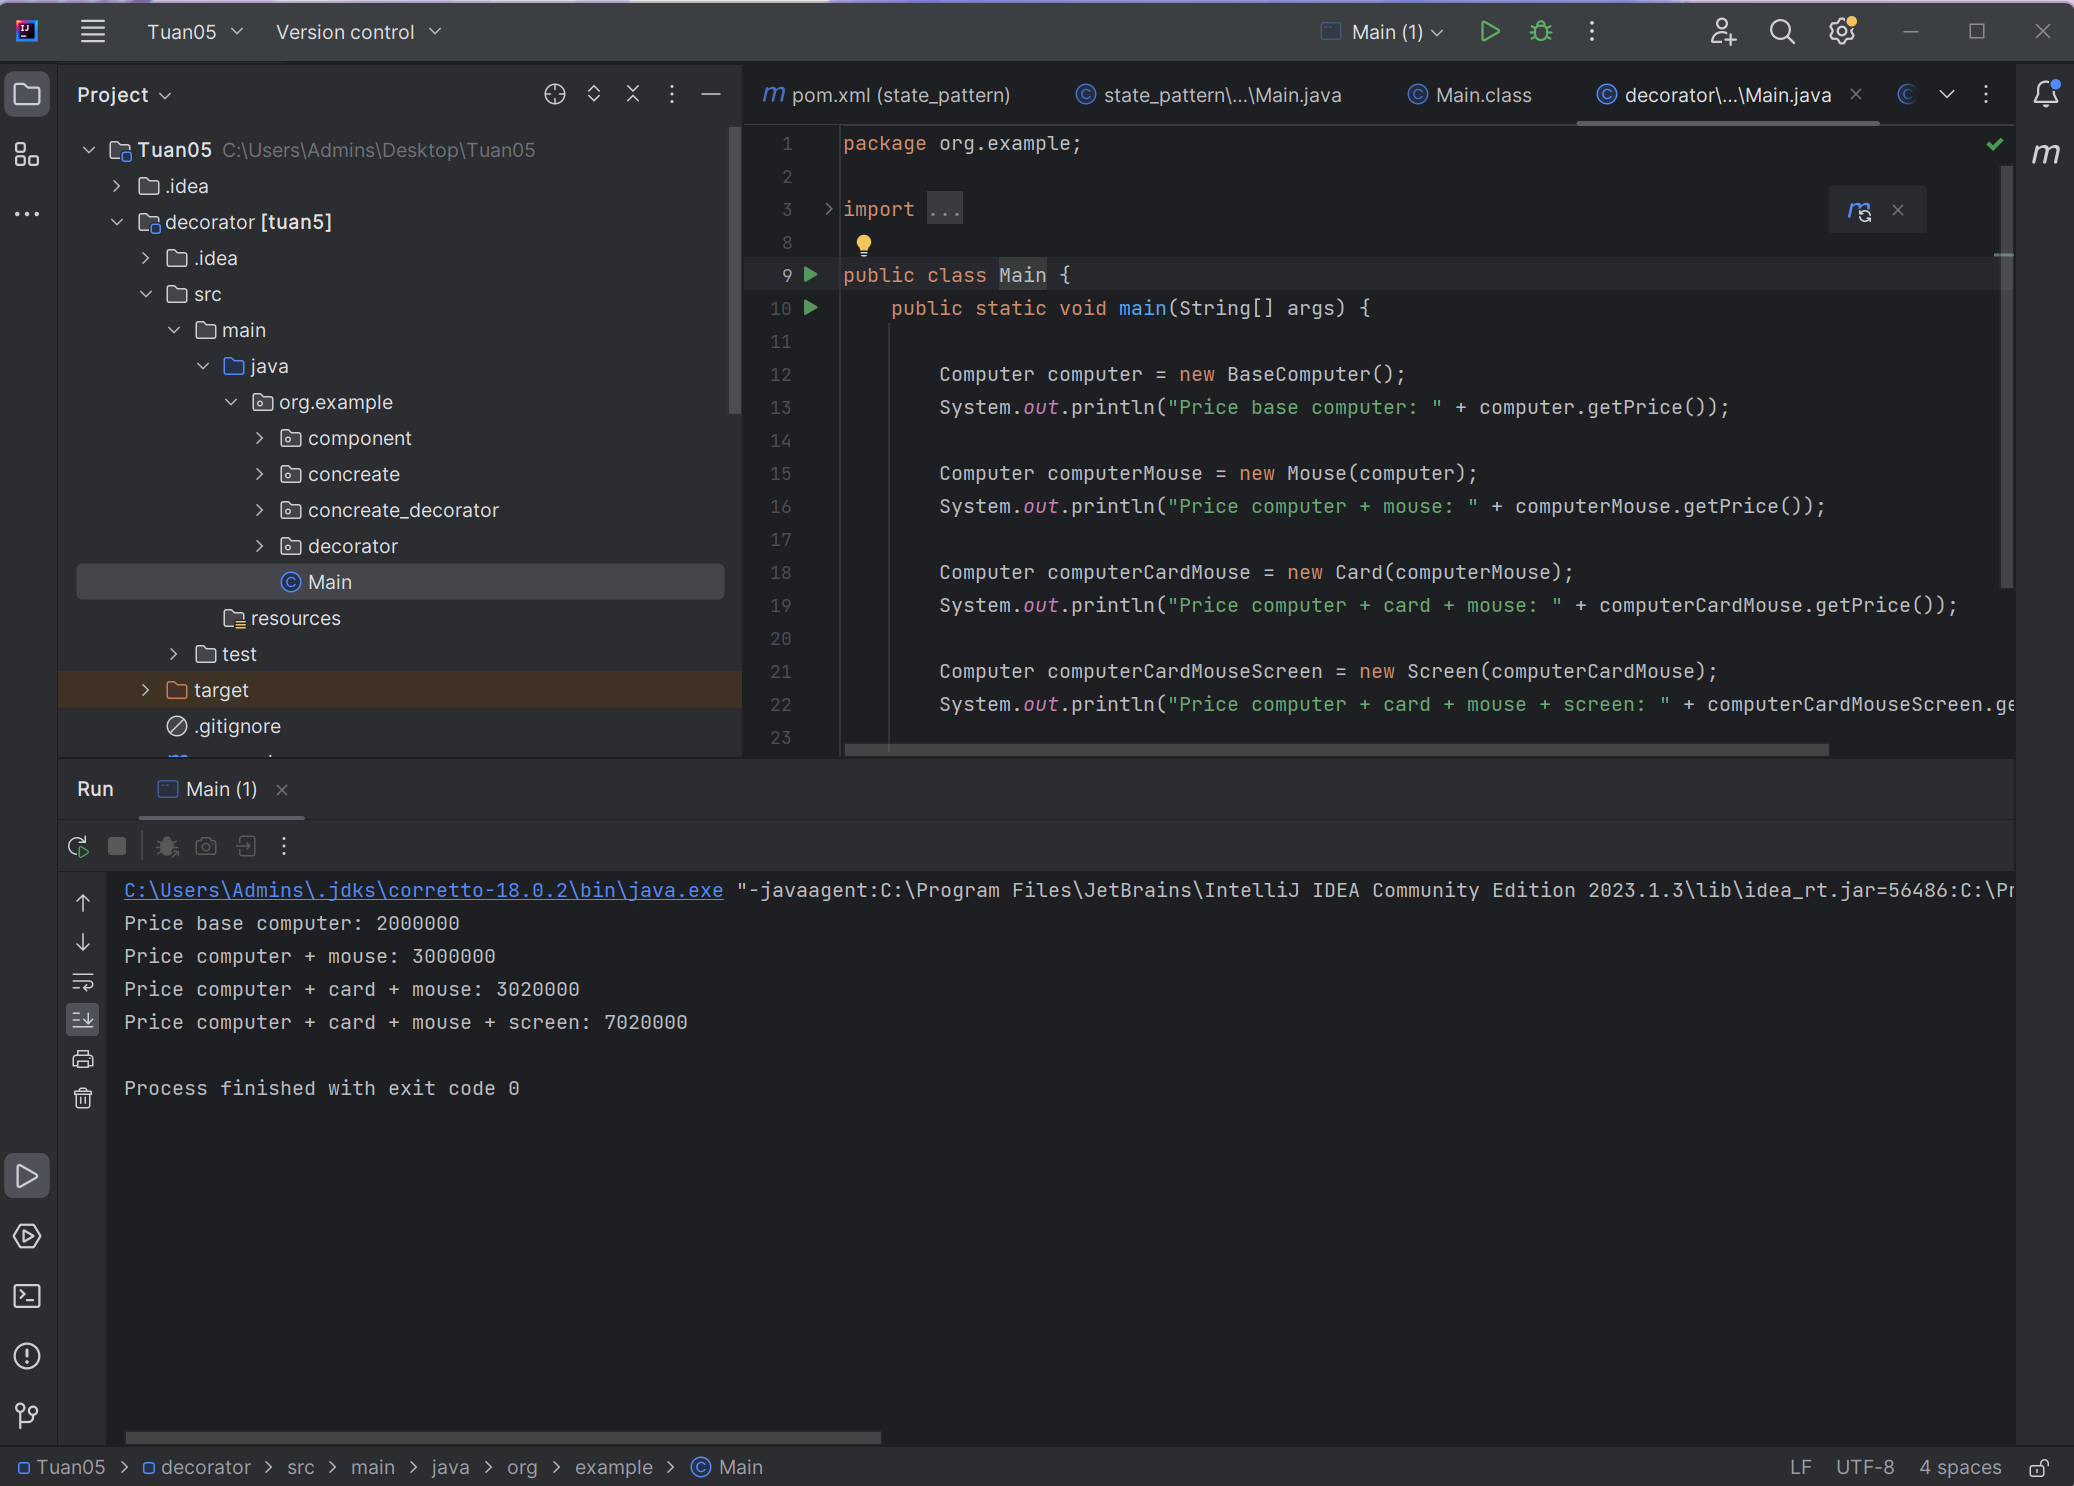 Tuan05
Version control
Main (1)
Project
pom.xml (state_pattern)
state_pattern\...\Main.java
Main.class
decorator\...\Main.java
Tuan05 C:\Users\Admins\Desktop\Tuan05
.idea
decorator [tuan5]
.idea
src
main
java
org.example
component
concreate
concreate_decorator
decorator
Main
resources
test
target
.gitignore
1 package org.example;
2
3 import ...
8
9 public class Main {
10 public static void main(String[] args) {
11
12 Computer computer = new BaseComputer();
13 System.out.println("Price base computer: " + computer.getPrice());
14
15 Computer computerMouse = new Mouse(computer);
16 System.out.println("Price computer + mouse: " + computerMouse.getPrice());
17
18 Computer computerCardMouse = new Card(computerMouse);
19 System.out.println("Price computer + card + mouse: " + computerCardMouse.getPrice());
20
21 Computer computerCardMouseScreen = new Screen(computerCardMouse);
22 System.out.println("Price computer + card + mouse + screen: " + computerCardMouseScreen.ge
23
Run
Main (1)
C:\Users\Admins\.jdks\corretto-18.0.2\bin\java.exe "-javaagent:C:\Program Files\JetBrains\IntelliJ IDEA Community Edition 2023.1.3\lib\idea_rt.jar=56486:C:\Pr
Price base computer: 2000000
Price computer + mouse: 3000000
Price computer + card + mouse: 3020000
Price computer + card + mouse + screen: 7020000
Process finished with exit code 0
Tuan05 > decorator > src > main > java > org > example > Main
LF UTF-8 4 spaces